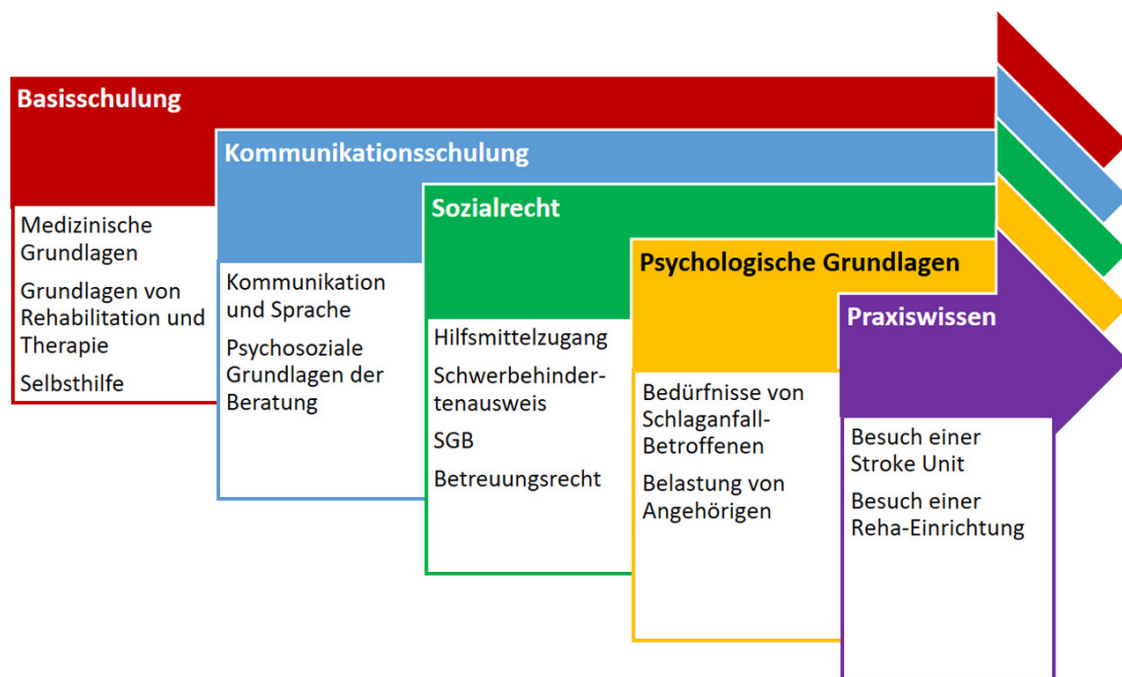 Basisschulung
Medizinische
Grundlagen
Grundlagen von
Rehabilitation und
Therapie
Selbsthilfe
Kommunikationsschulung
Kommunikation
und Sprache
Psychosoziale
Grundlagen der
Beratung
Sozialrecht
Hilfsmittelzugang
Schwerbehinder-
tenausweis
SGB
Betreuungsrecht
Psychologische Grundlagen
Bedürfnisse von
Schlaganfall-
Betroffenen
Belastung von
Angehörigen
Praxiswissen
Besuch einer
Stroke Unit
Besuch einer
Reha-Einrichtung